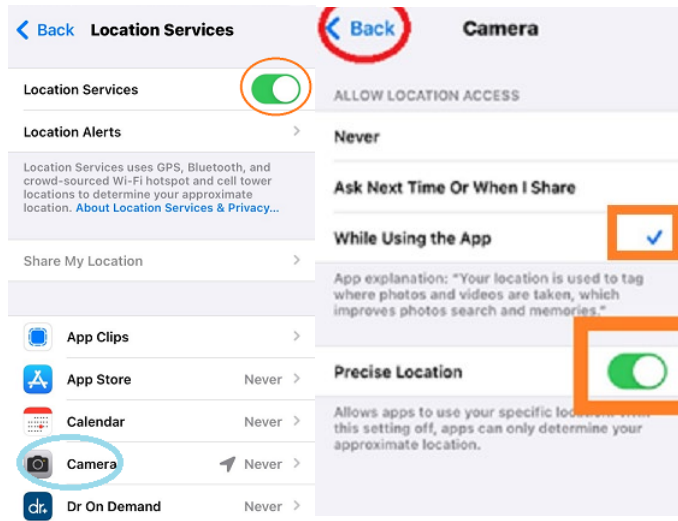 Back Location Services
Location Services
Location Alerts
Location Services uses GPS, Bluetooth, and
crowd-sourced Wi-Fi hotspot and cell tower
locations to determine your approximate
location. About Location Services & Privacy...
Share My Location
App Clips
App Store Never
Calendar Never
Camera Never
dr. Dr On Demand Never
Back Camera
ALLOW LOCATION ACCESS
Never
Ask Next Time Or When I Share
While Using the App
App explanation: "Your location is used to tag
where photos and videos are taken, which
improves photos search and memories."
Precise Location
Allows apps to use your specific
this setting off, apps can only determine your
approximate location.